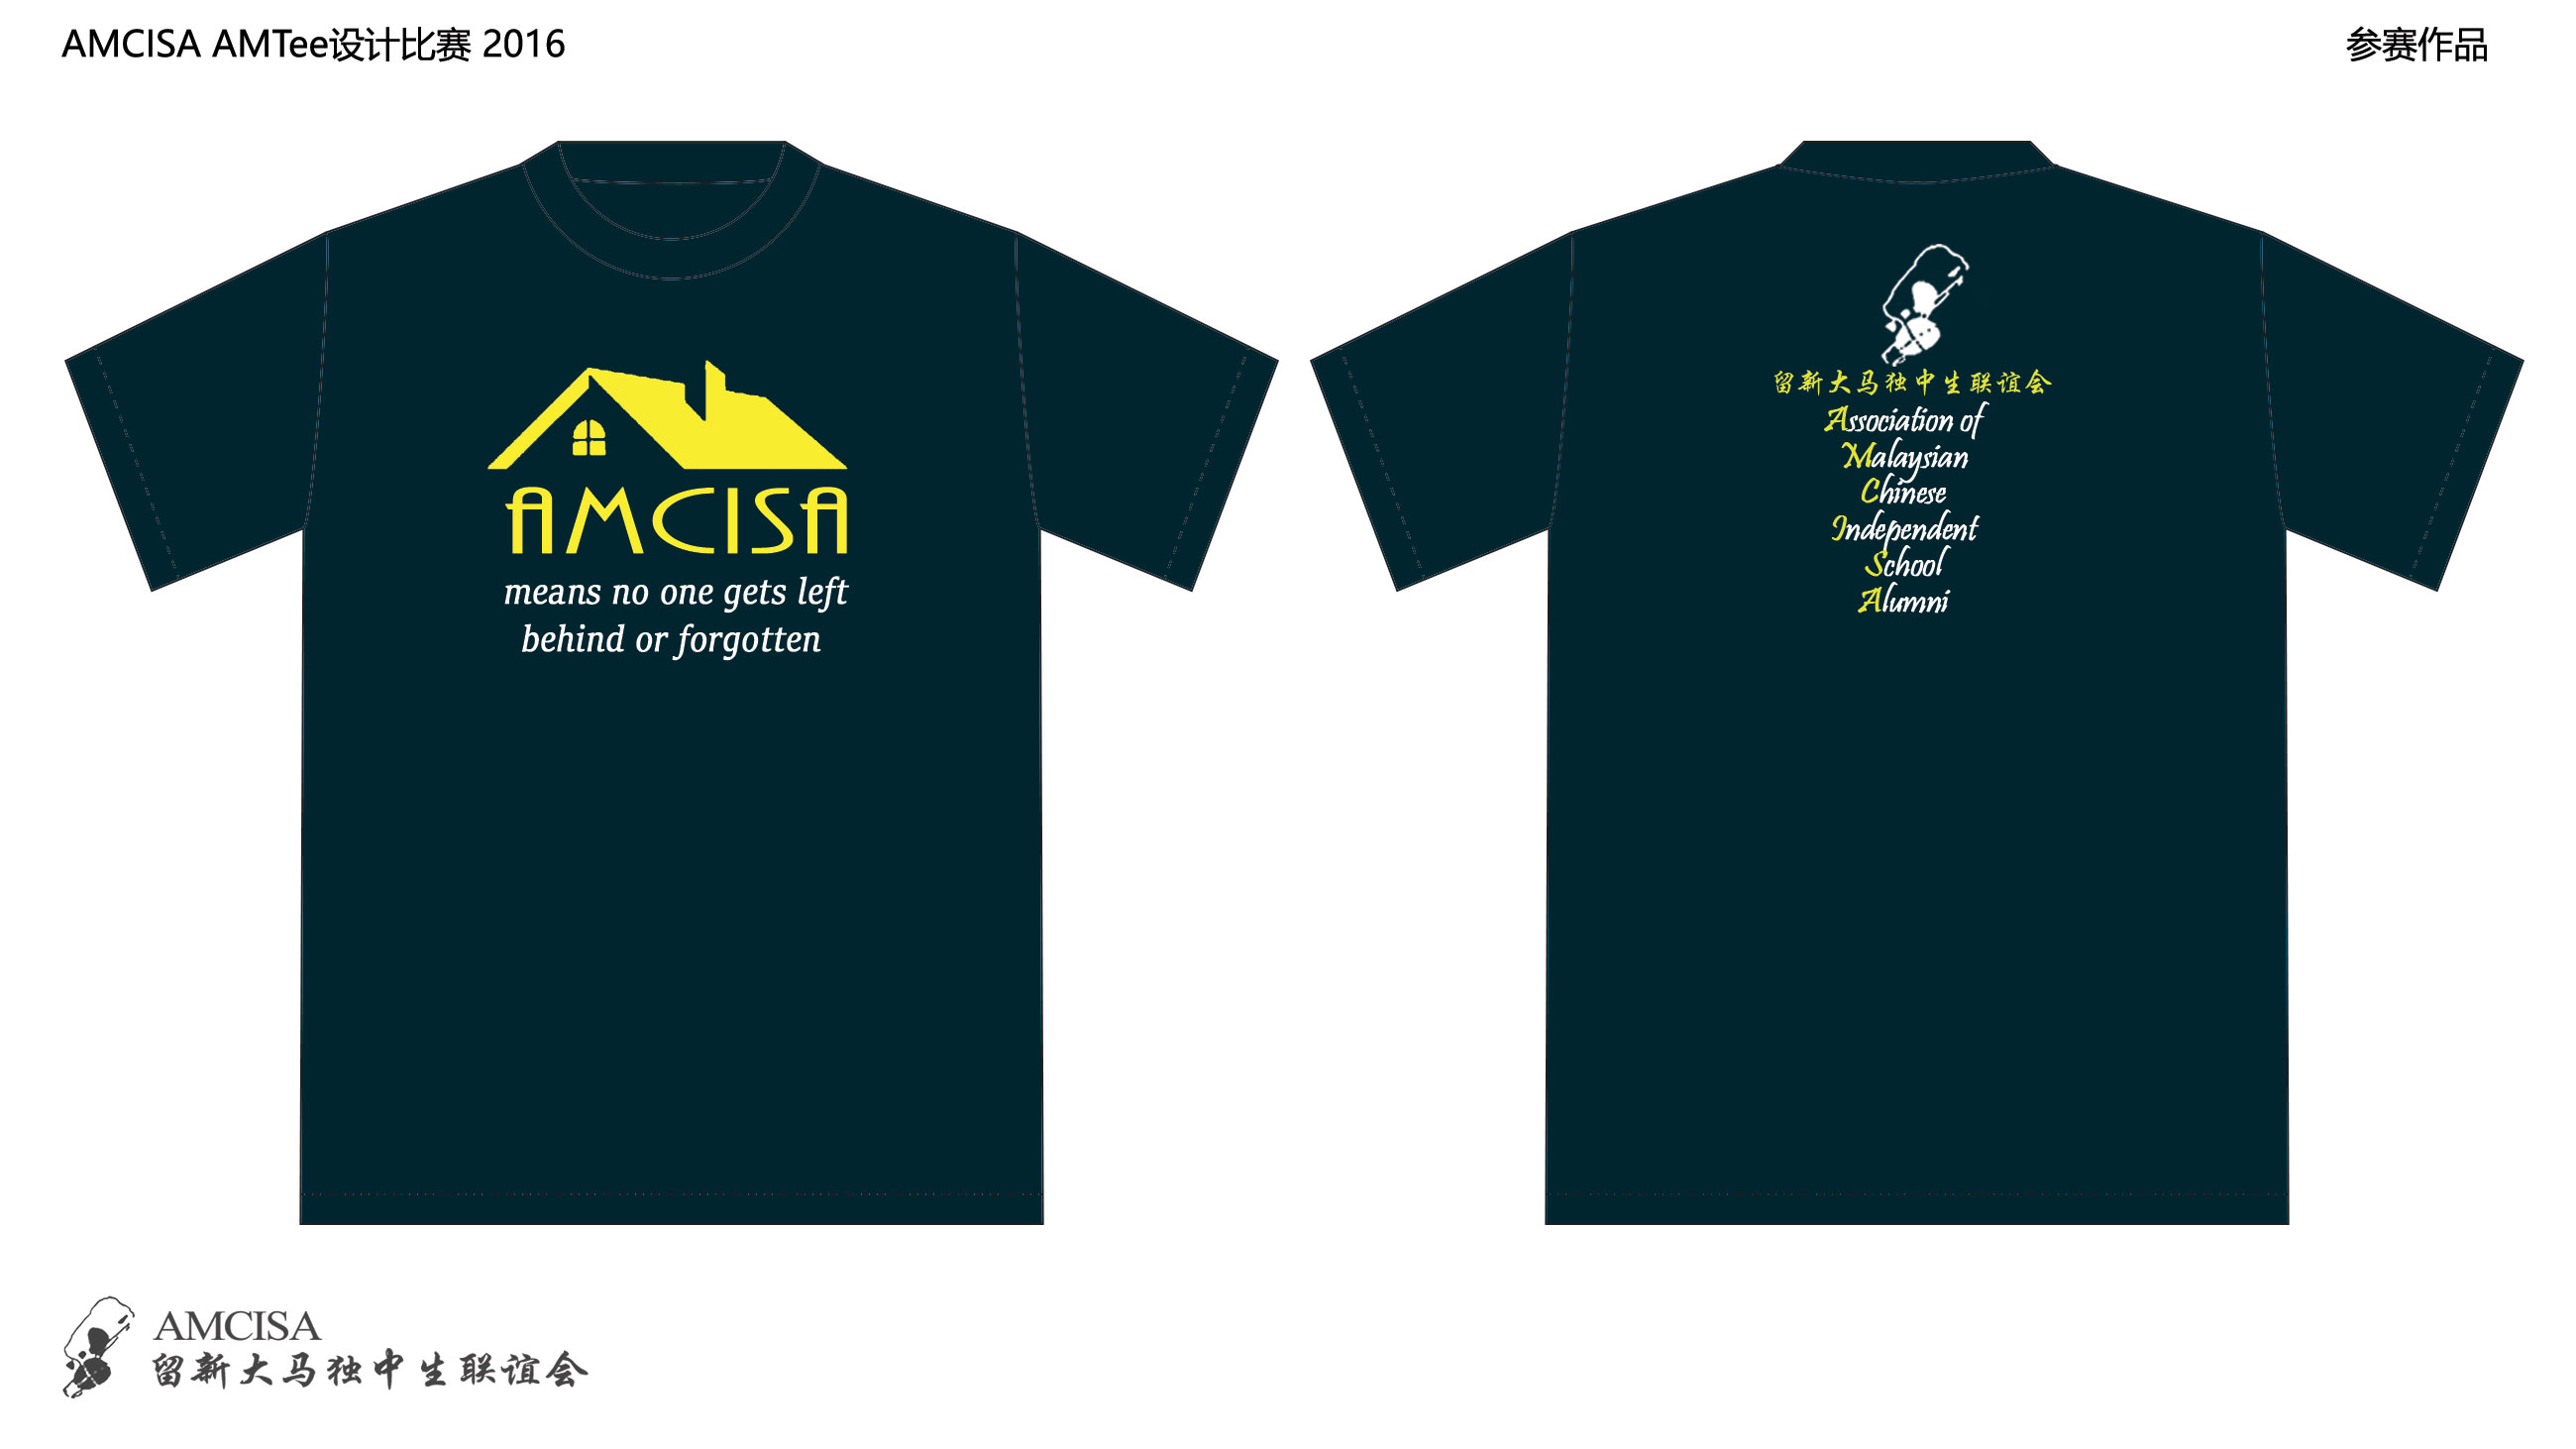 AMCISA AMTee设计比赛 2016
参赛作品
AMCISA
means no one gets left
behind or forgotten
留新大马独中生联谊会
Association of
Malaysian
Chinese
Independent
School
Alumni
AMCISA
留新大马独中生联谊会